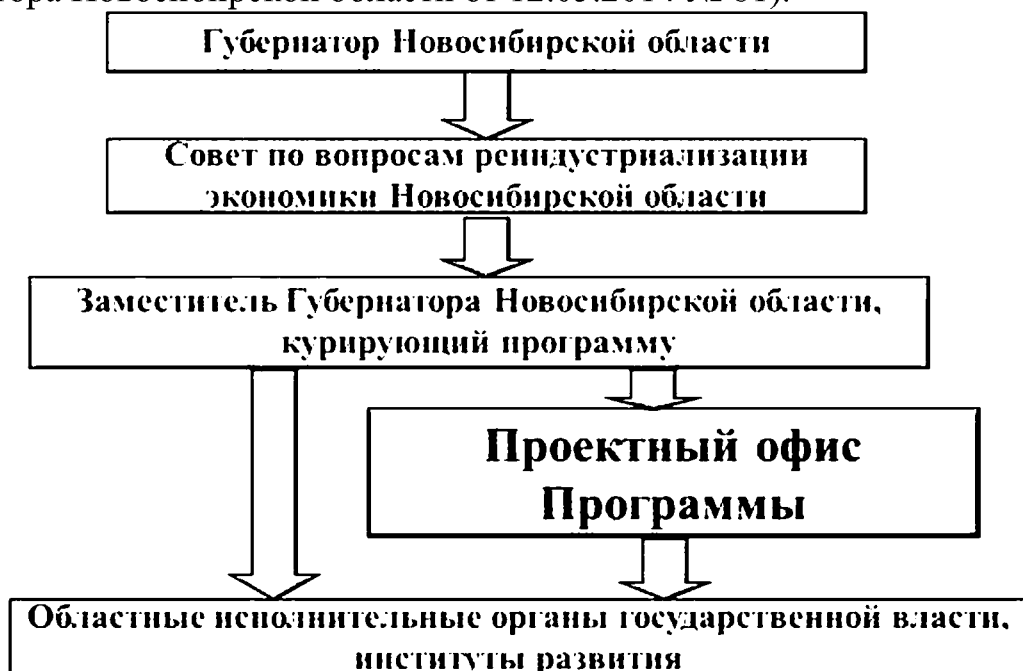 Губернатор Новосибирской области
Совет по вопросам реиндустриализации
экономики Новосибирской области
Заместитель Губернатора Новосибирской области,
курирующий программу
Проектный офис
Программы
Областные исполнительные органы государственной власти,
институты развития